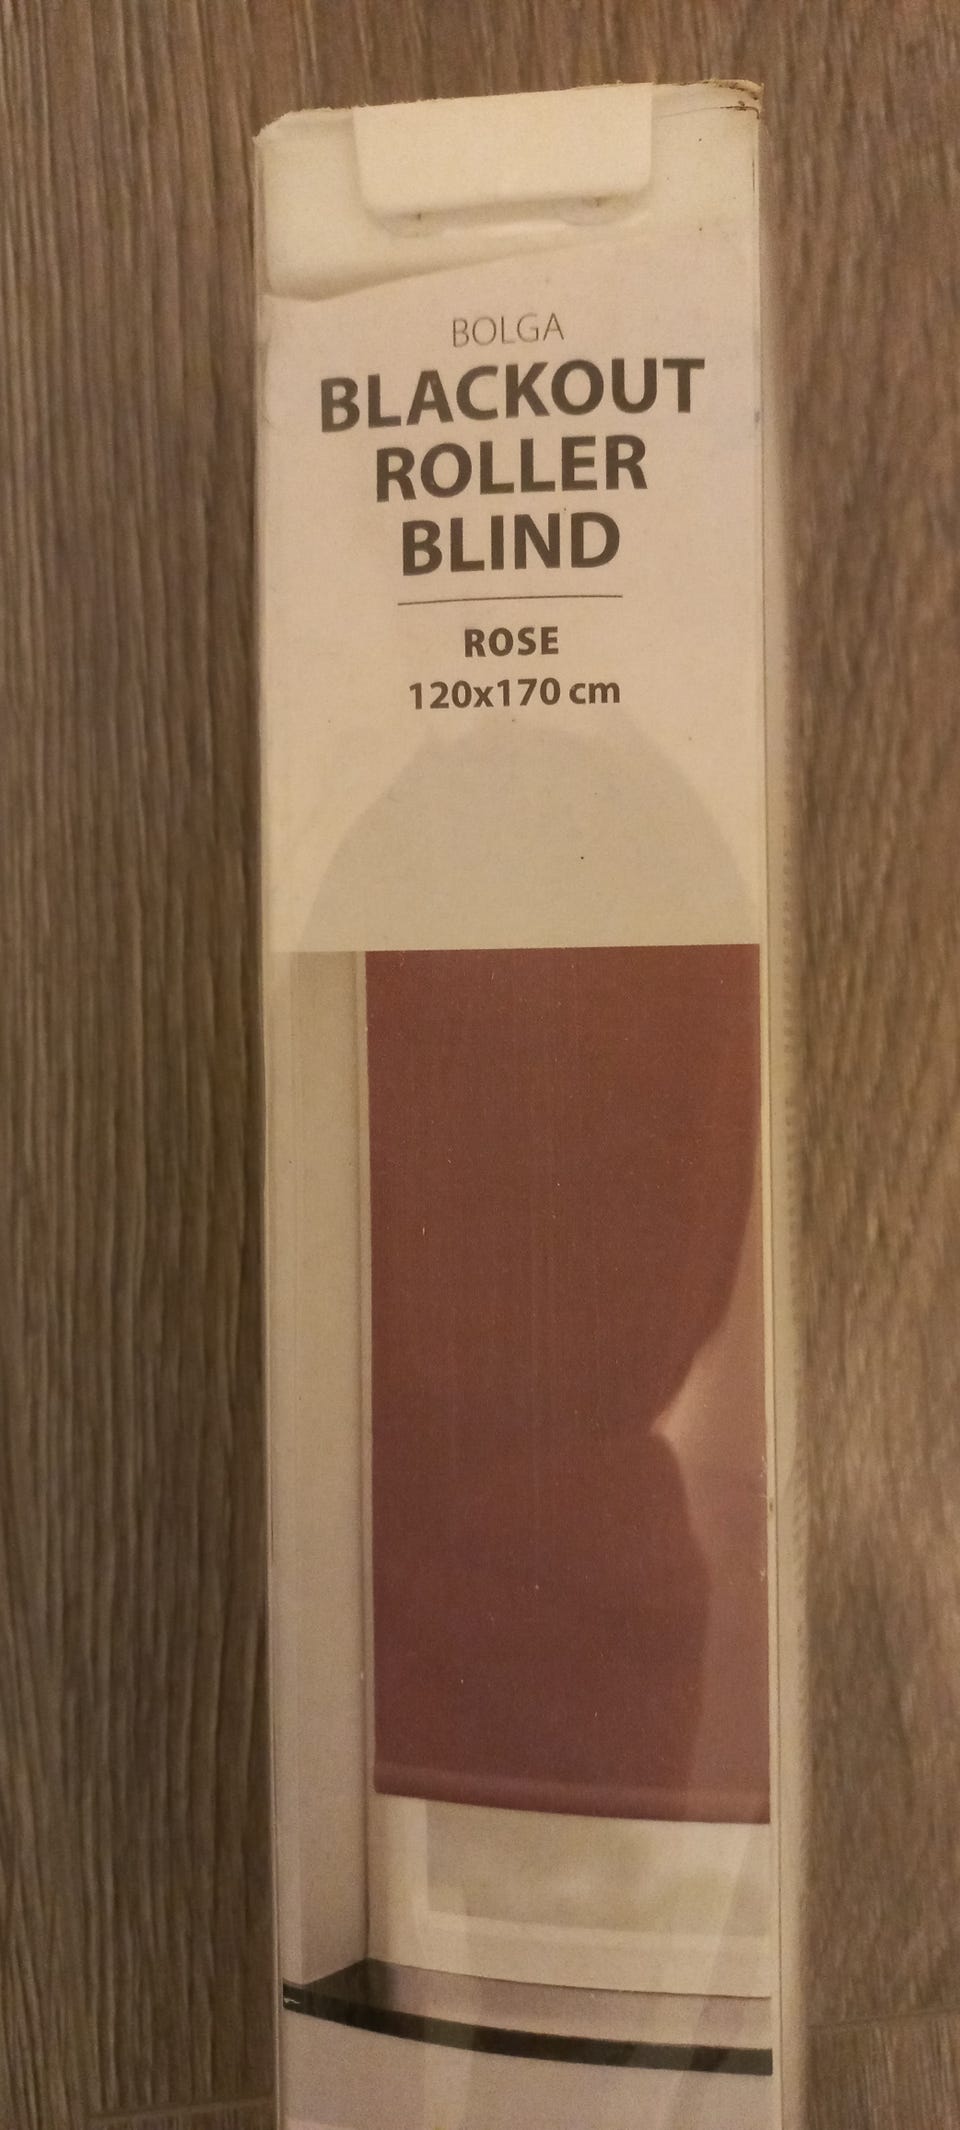 BOLGA
BLACKOUT
ROLLER
BLIND
ROSE
120x170 cm